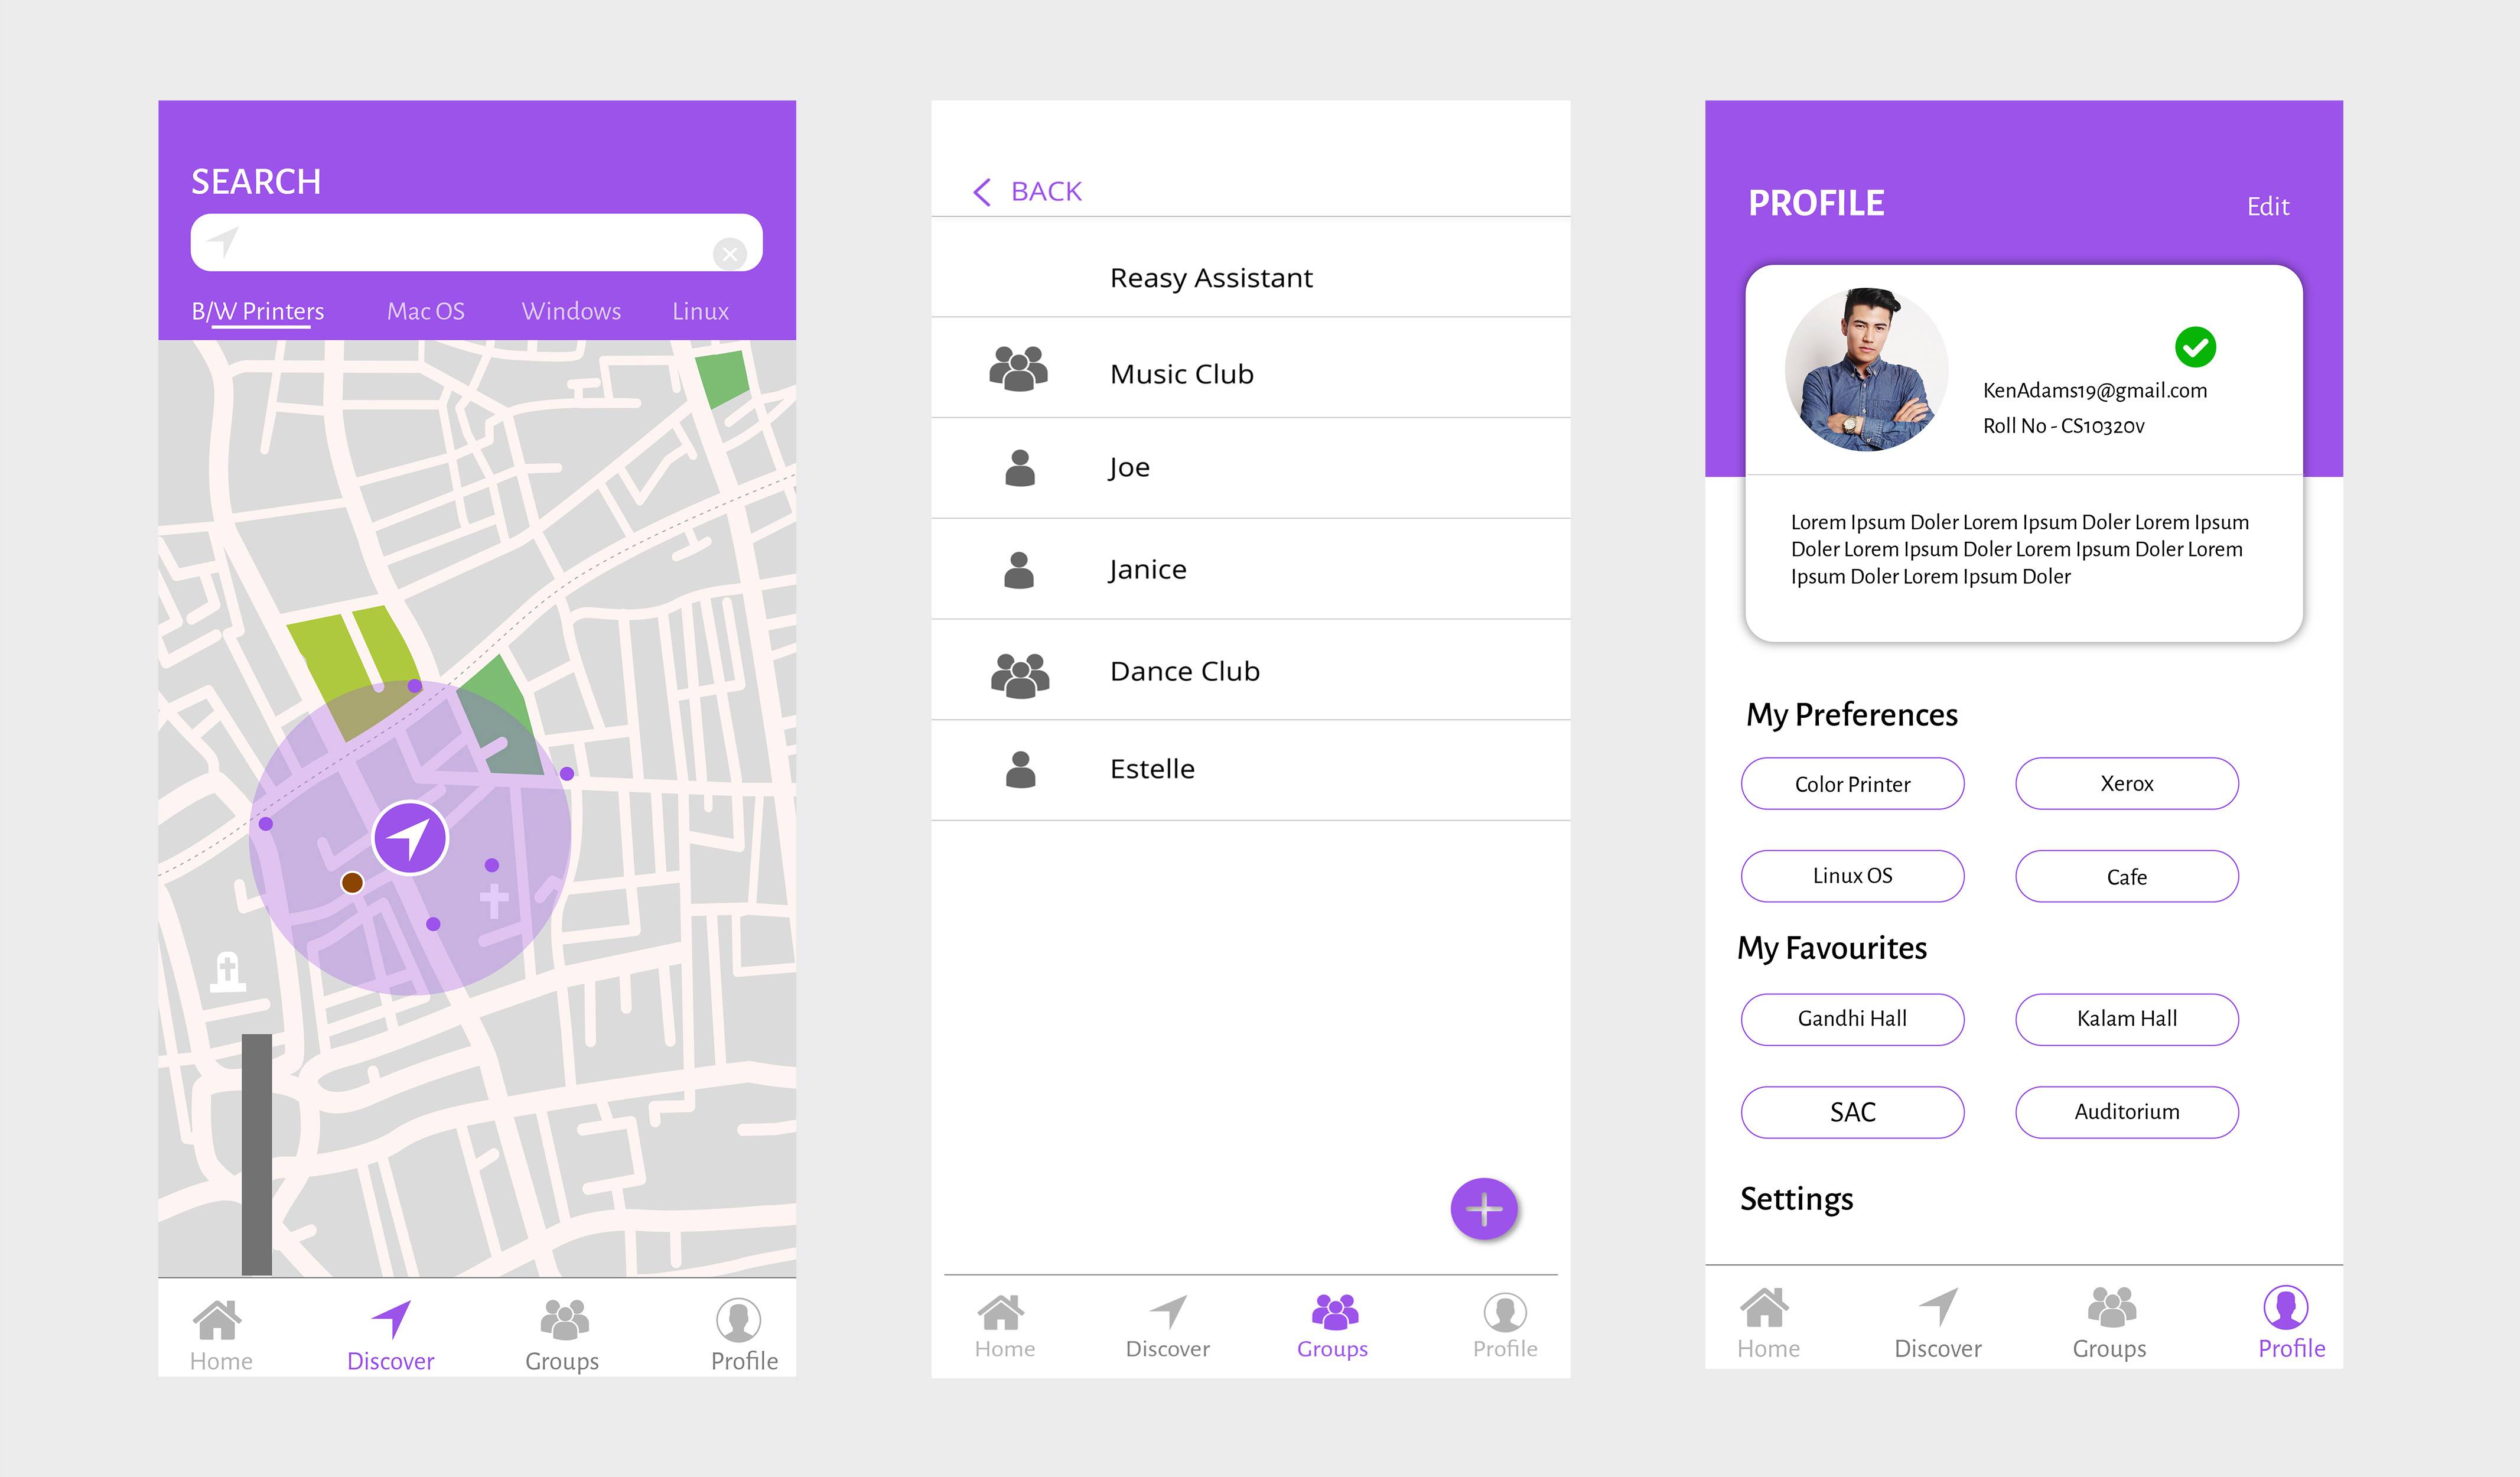 SEARCH
B/W Printers Mac OS Windows Linux
Home Discover Groups Profile
BACK
Reasy Assistant
Music Club
Joe
Janice
Dance Club
Estelle
Home Discover Groups Profile
PROFILE Edit
KenAdams19@gmail.com
Roll No - CS10320v
Lorem Ipsum Doler Lorem Ipsum Doler Lorem Ipsum
Doler Lorem Ipsum Doler Lorem Ipsum Doler Lorem
Ipsum Doler Lorem Ipsum Doler
My Preferences
Color Printer Xerox
Linux OS Cafe
My Favourites
Gandhi Hall Kalam Hall
SAC Auditorium
Settings
Home Discover Groups Profile